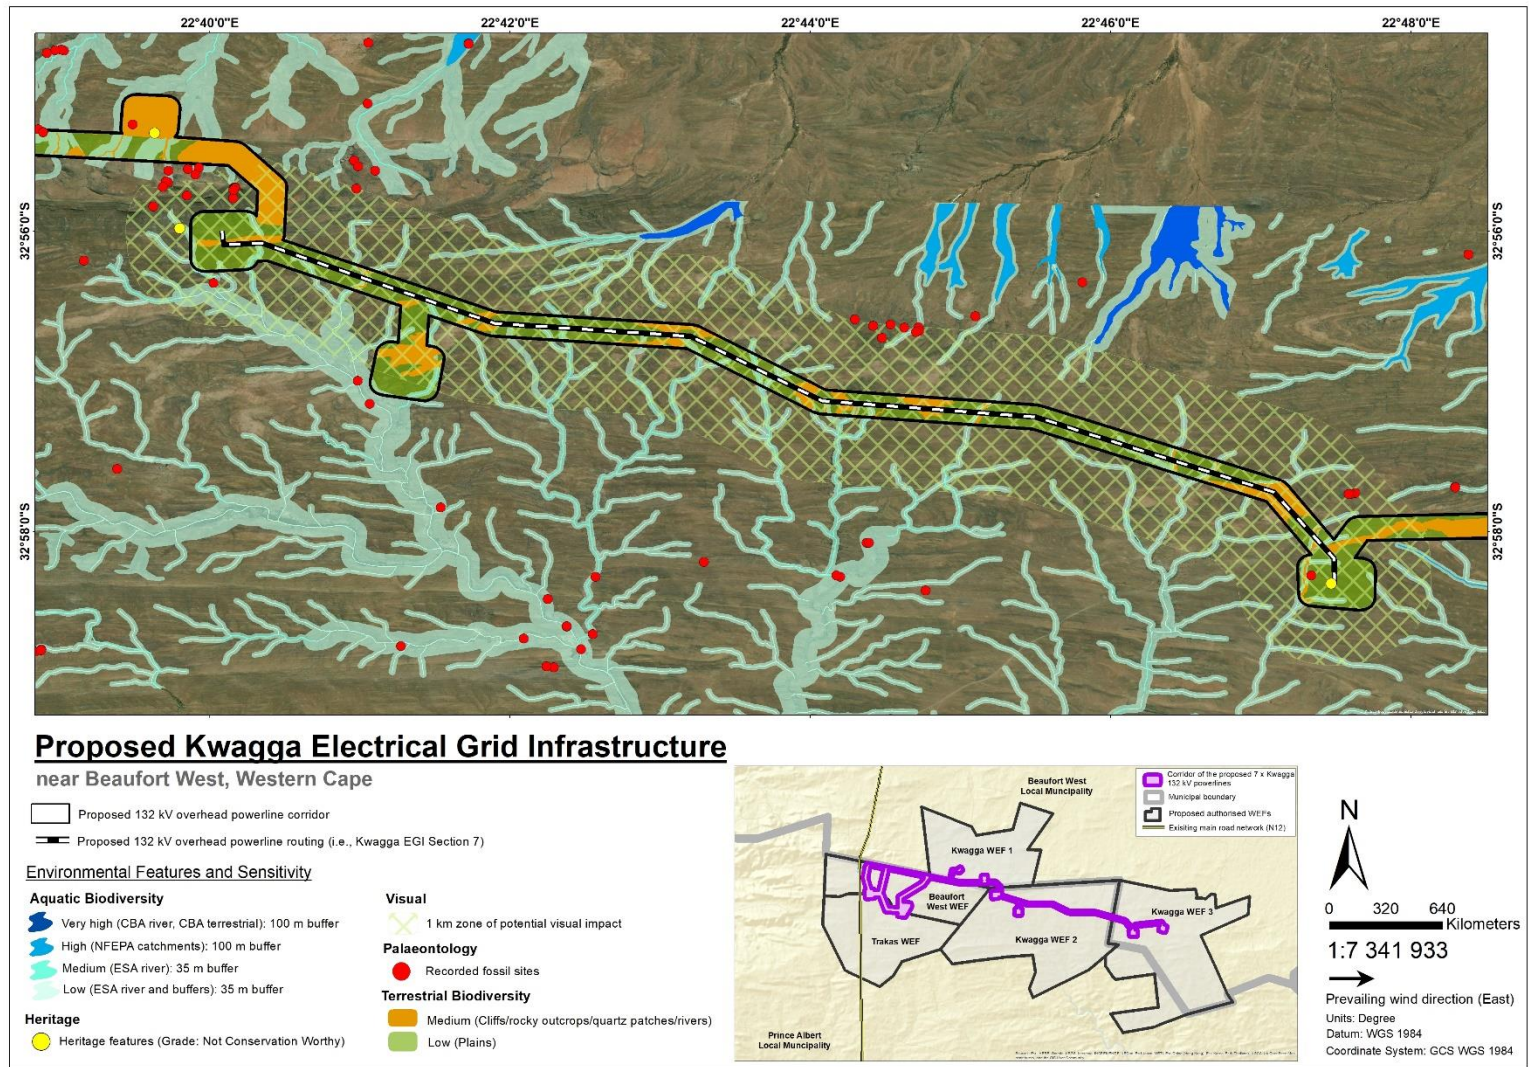 22°40'0"E
22°42'0"E
22°44'0"E
22°46'0"E
22°48'0"E
32°56'0"S
32°56'0"S
32°58'0"S
32°58'0"S
Proposed Kwagga Electrical Grid Infrastructure
near Beaufort West, Western Cape
Proposed 132 kV overhead powerline corridor
Proposed 132 kV overhead powerline routing (i.e., Kwagga EGI Section 7)
Environmental Features and Sensitivity
Aquatic Biodiversity
Very high (CBA river, CBA terrestrial): 100 m buffer
High (NFEPA catchments): 100 m buffer
Medium (ESA river): 35 m buffer
Low (ESA river and buffers): 35 m buffer
Heritage
Heritage features (Grade: Not Conservation Worthy)
Visual
1 km zone of potential visual impact
Palaeontology
Recorded fossil sites
Terrestrial Biodiversity
Medium (Cliffs/rocky outcrops/quartz patches/rivers)
Low (Plains)
Beaufort West
Local Muncipality
Corridor of the proposed 7 x Kwagga
132 kV powerlines
Municipal boundary
Proposed authorised WEFs
Exisiting main road network (N12)
Kwagga WEF 1
Beaufort
West WEF
Kwagga WEF 3
Trakas WEF
Kwagga WEF 2
Prince Albert
Local Muncipality
N
0 320 640
Kilometers
1:7 341 933
Prevailing wind direction (East)
Units: Degree
Datum: WGS 1984
Coordinate System: GCS WGS 1984